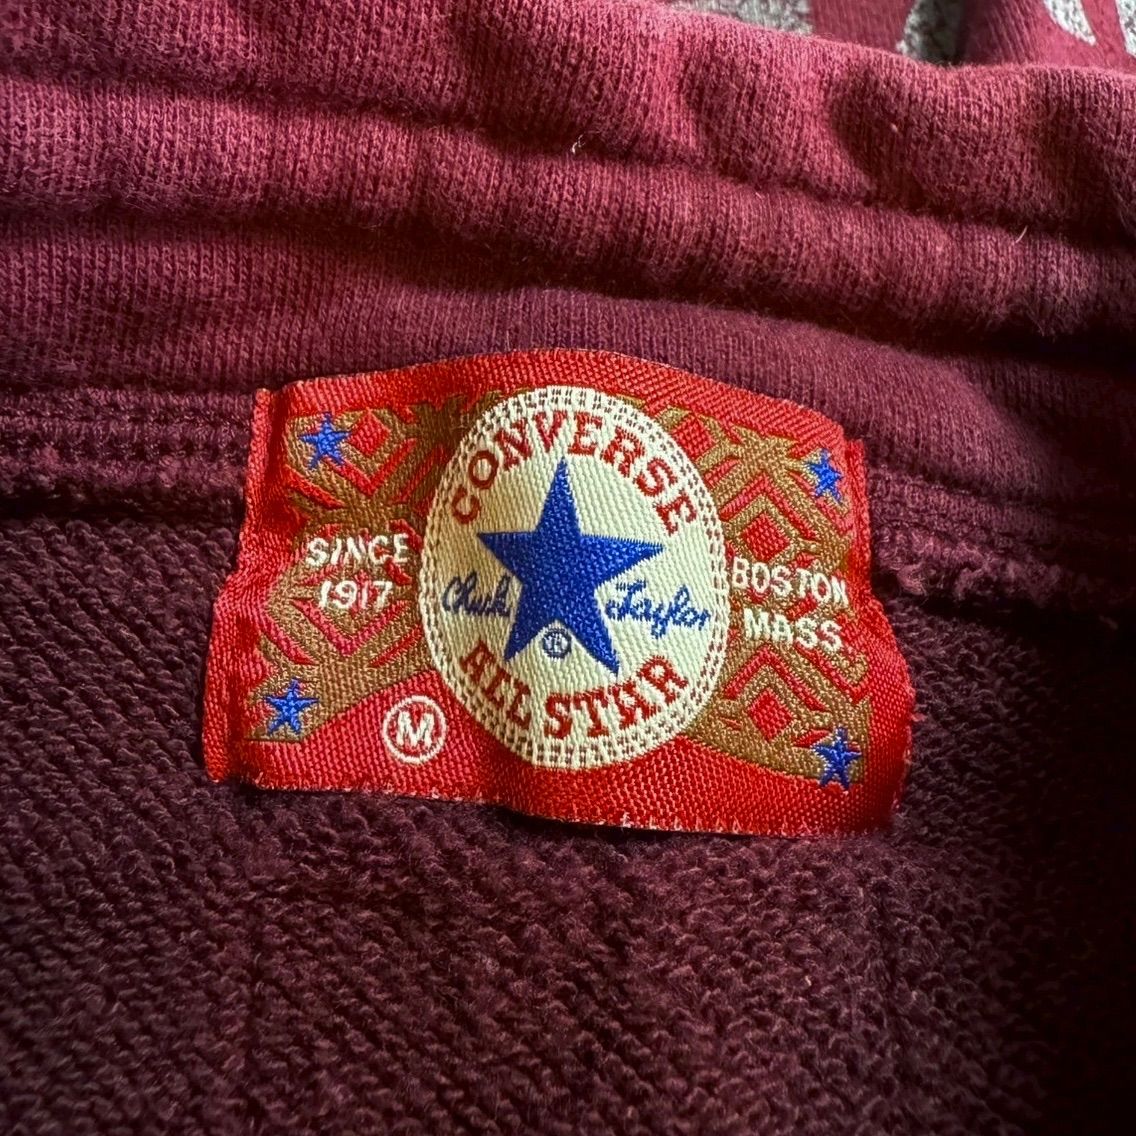 CONVERSE
SINCE
1917
Chuck Taylor
®
ALL STAR
BOSTON
MASS.
M